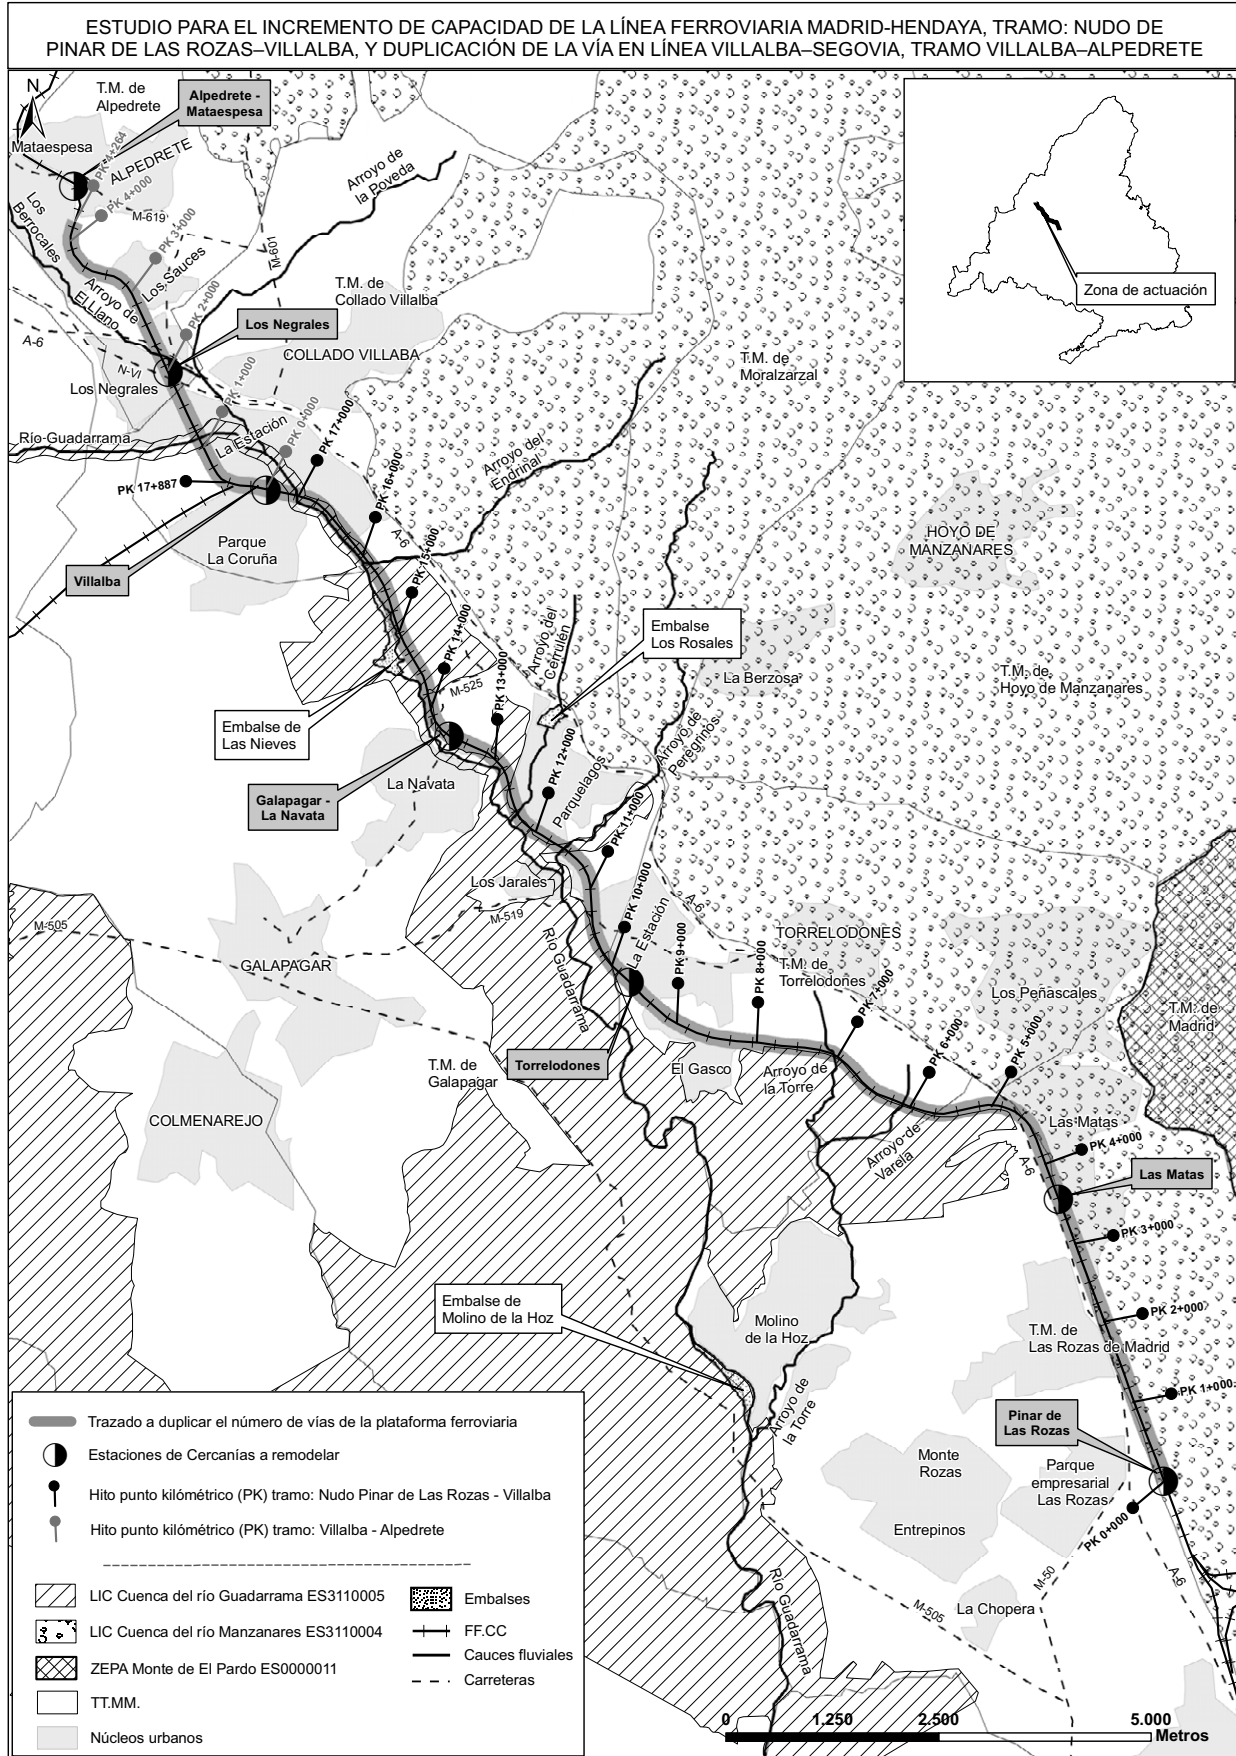 ESTUDIO PARA EL INCREMENTO DE CAPACIDAD DE LA LÍNEA FERROVIARIA MADRID-HENDAYA, TRAMO: NUDO DE
PINAR DE LAS ROZAS–VILLALBA, Y DUPLICACIÓN DE LA VÍA EN LÍNEA VILLALBA–SEGOVIA, TRAMO VILLALBA–ALPEDRETE
N
T.M. de
Alpedrete
Alpedrete -
Mataespesa
Mataespesa
ALPEDRETE
PK 4+264
PK 4+000
M-619
PK 3+000
Los
Berrocales
Los Sauces
Arroyo de
El Llano
M-601
Arroyo de
la Poveda
PK 2+000
T.M. de
Collado Villalba
Los Negrales
A-6
N-VI
Los Negrales
COLLADO VILLABA
PK 1+000
La Estación
PK 0+000
PK 17+000
Río Guadarrama
PK 17+887
PK 16+000
A-6
Arroyo del
Endrinal
T.M. de
Moralzarzal
Zona de actuación
Parque
La Coruña
Villalba
PK 15+000
HOYO DE
MANZANARES
PK 14+000
M-525
PK 13+000
Arroyo del
Cerrulén
Embalse
Los Rosales
La Berzosa
T.M. de
Hoyo de Manzanares
Embalse de
Las Nieves
Arroyo de
Peregrinos
PK 12+000
Parquelagos
La Navata
Galapagar -
La Navata
PK 11+000
Los Jarales
M-519
PK 10+000
La Estación
A-6
M-505
GALAPAGAR
Río Guadarrama
PK 9+000
PK 8+000
TORRELODONES
T.M. de
Torrelodones
PK 7+000
Los Peñascales
T.M. de
Madrid
PK 6+000
PK 5+000
Torrelodones
T.M. de
Galapagar
El Gasco
Arroyo de
la Torre
COLMENAREJO
Arroyo de
Varela
Las Matas
PK 4+000
A-6
Las Matas
PK 3+000
Embalse de
Molino de la Hoz
Molino
de la Hoz
PK 2+000
T.M. de
Las Rozas de Madrid
PK 1+000
Arroyo de
la Torre
Pinar de
Las Rozas
Monte
Rozas
Parque
empresarial
Las Rozas
Entrepinos
PK 0+000
M-50
A-6
La Chopera
M-505
Río Guadarrama
Trazado a duplicar el número de vías de la plataforma ferroviaria
Estaciones de Cercanías a remodelar
Hito punto kilómétrico (PK) tramo: Nudo Pinar de Las Rozas - Villalba
Hito punto kilómétrico (PK) tramo: Villalba - Alpedrete
LIC Cuenca del río Guadarrama ES3110005
LIC Cuenca del río Manzanares ES3110004
ZEPA Monte de El Pardo ES0000011
TT.MM.
Núcleos urbanos
Embalses
FF.CC
Cauces fluviales
Carreteras
0 1.250 2.500 5.000
Metros